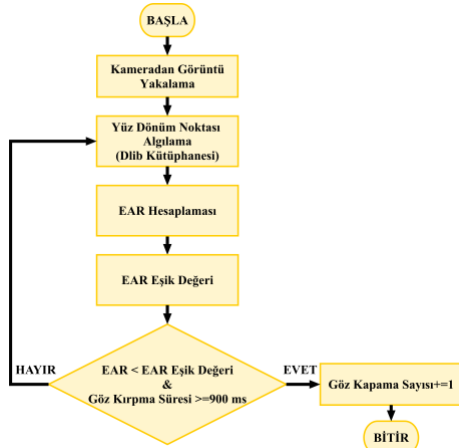 BAŞLA
Kameradan Görüntü
Yakalama
Yüz Dönüm Noktası
Algılama
(Dlib Kütüphanesi)
EAR Hesaplaması
EAR Eşik Değeri
HAYIR
EAR < EAR Eşik Değeri
&
Göz Kırpma Süresi >=900 ms
EVET
Göz Kapama Sayısı+=1
BİTİR